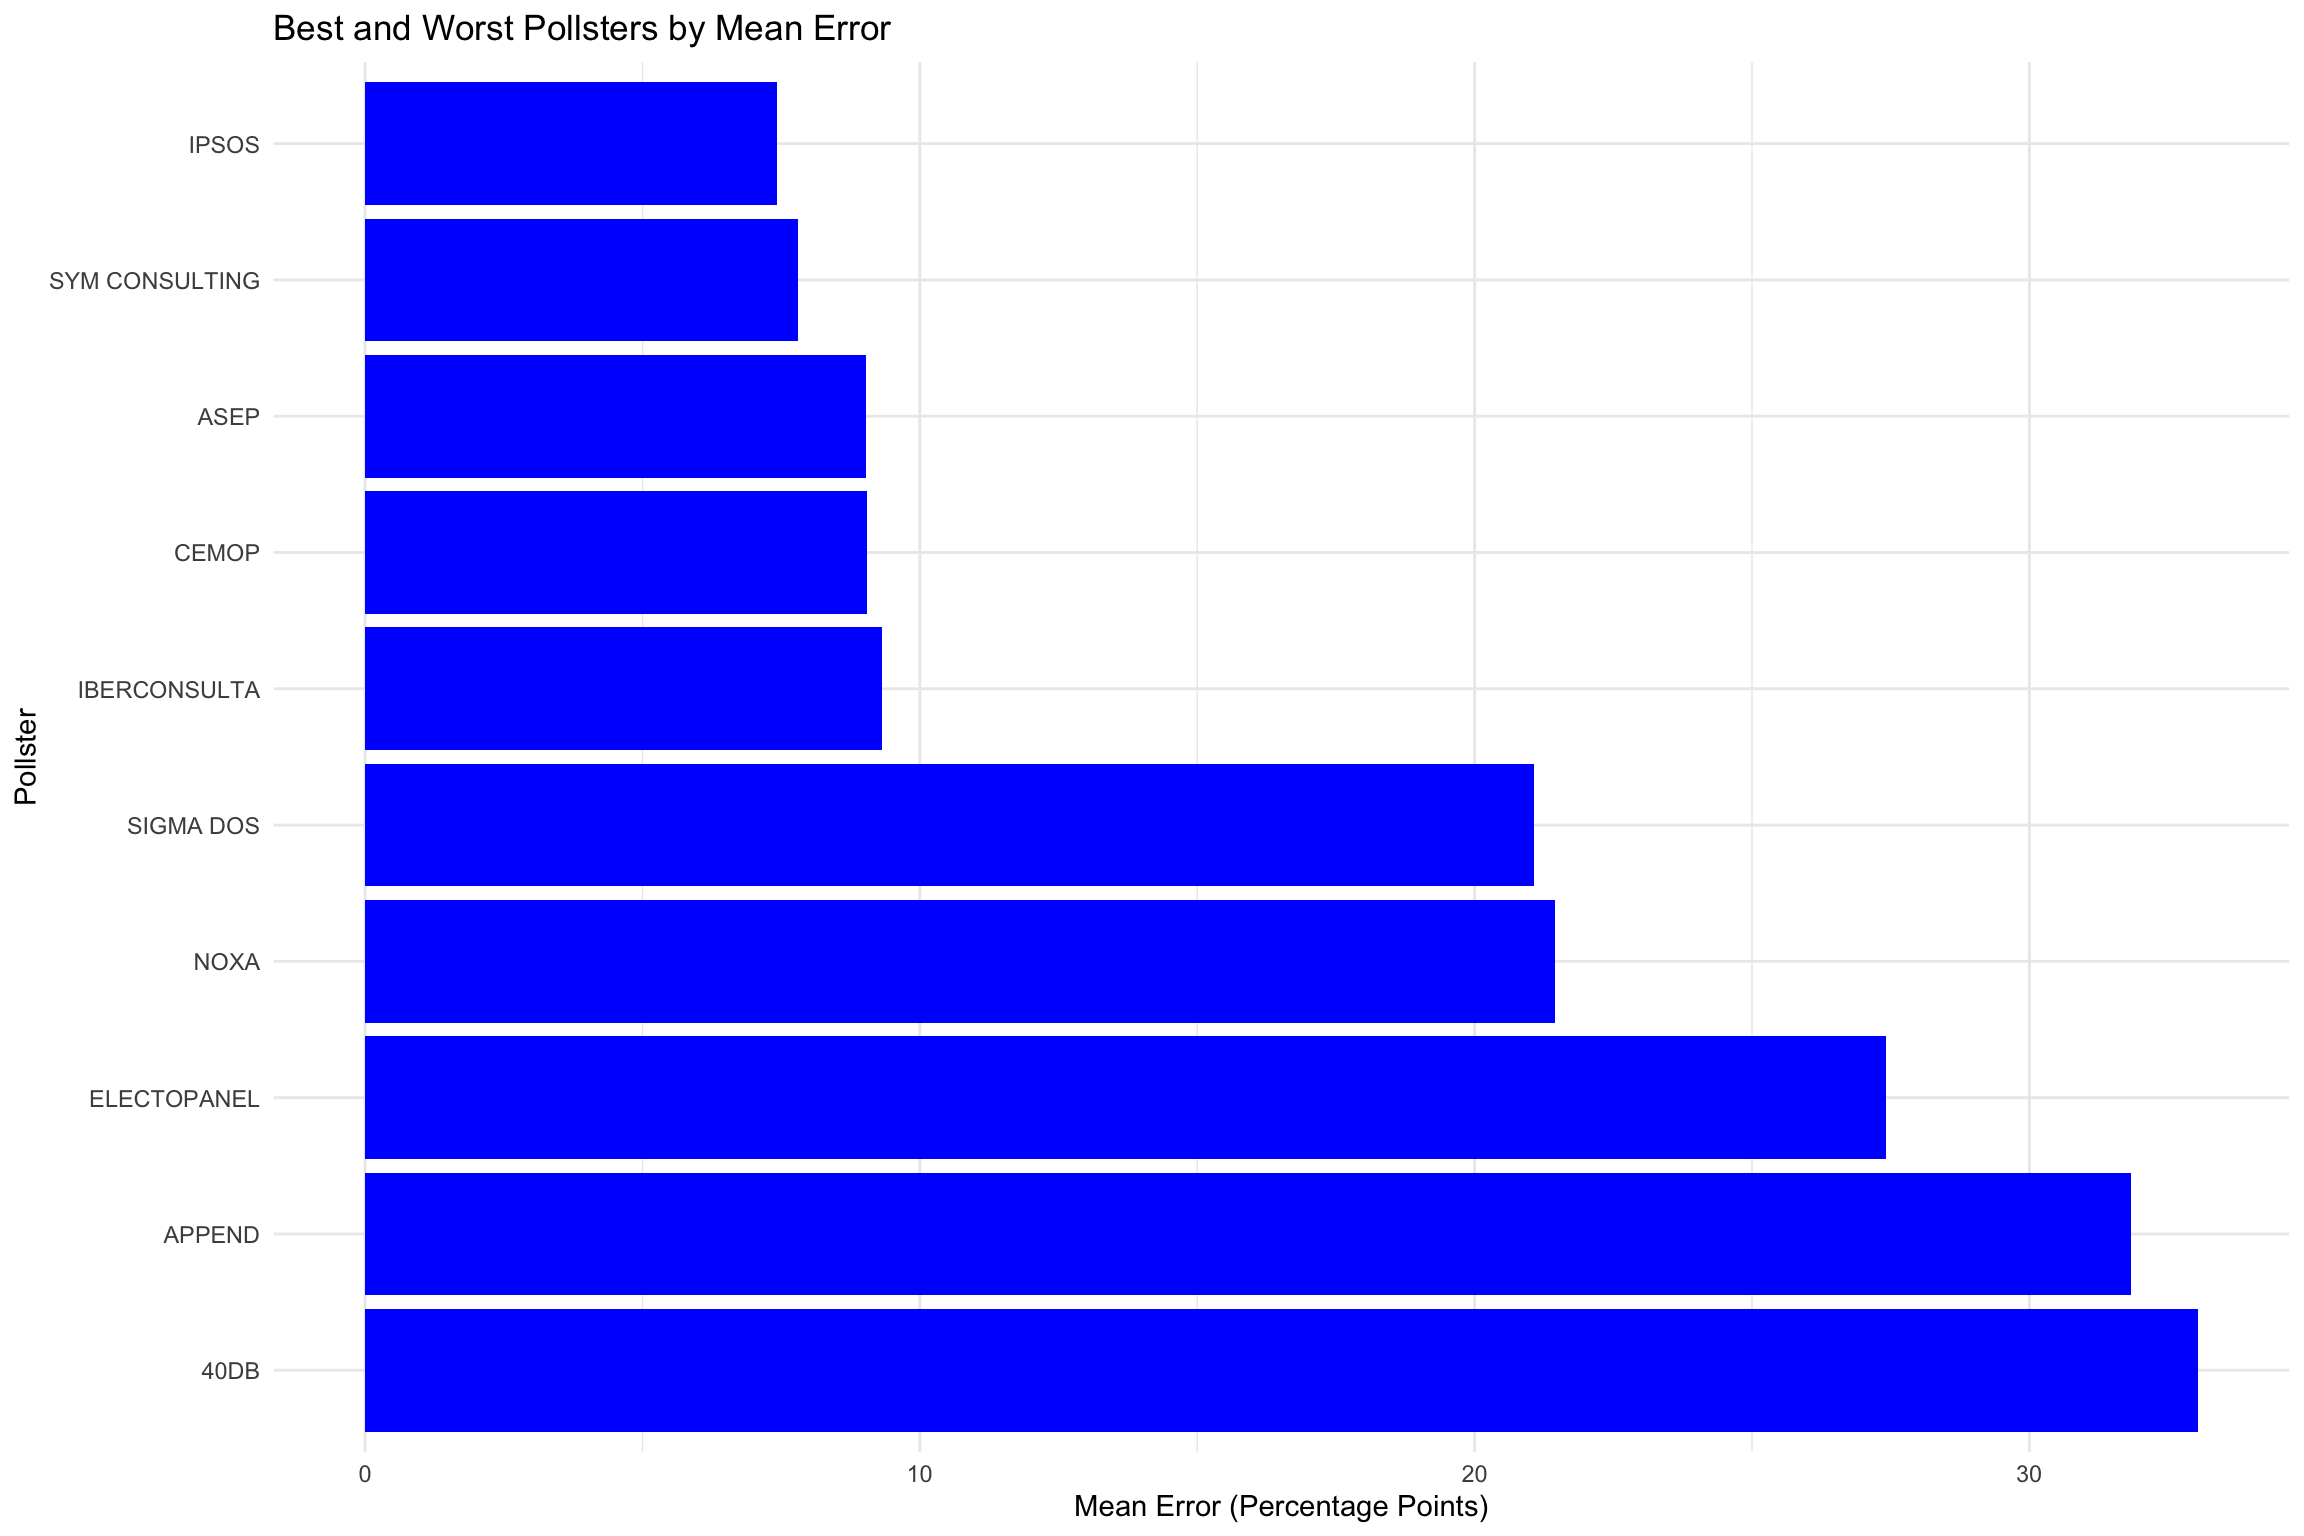 Best and Worst Pollsters by Mean Error
IPSOS
SYM CONSULTING
ASEP
CEMOP
IBERCONSULTA
SIGMA DOS
NOXA
ELECTOPANEL
APPEND
40DB
Pollster
0 10 20 30
Mean Error (Percentage Points)